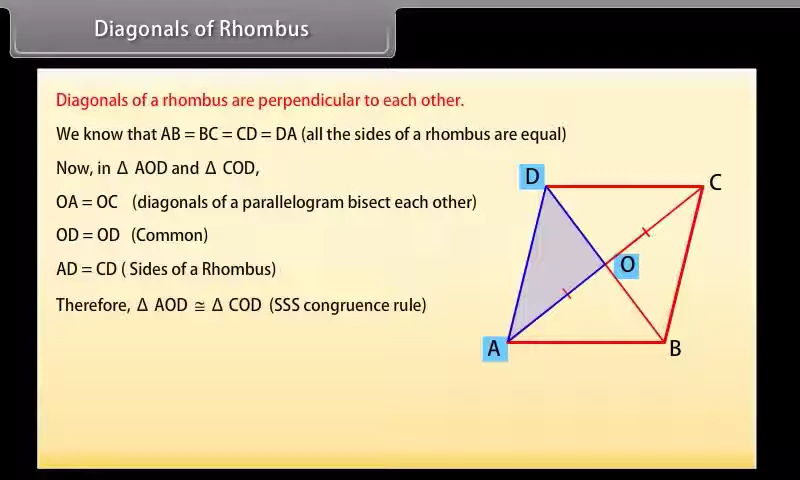 Diagonals of Rhombus
Diagonals of a rhombus are perpendicular to each other.
We know that AB = BC = CD = DA (all the sides of a rhombus are equal)
Now, in Δ AOD and Δ COD,
OA = OC (diagonals of a parallelogram bisect each other)
OD = OD (Common)
AD = CD ( Sides of a Rhombus)
Therefore, Δ AOD ≅ Δ COD (SSS congruence rule)
D
C
O
A
B